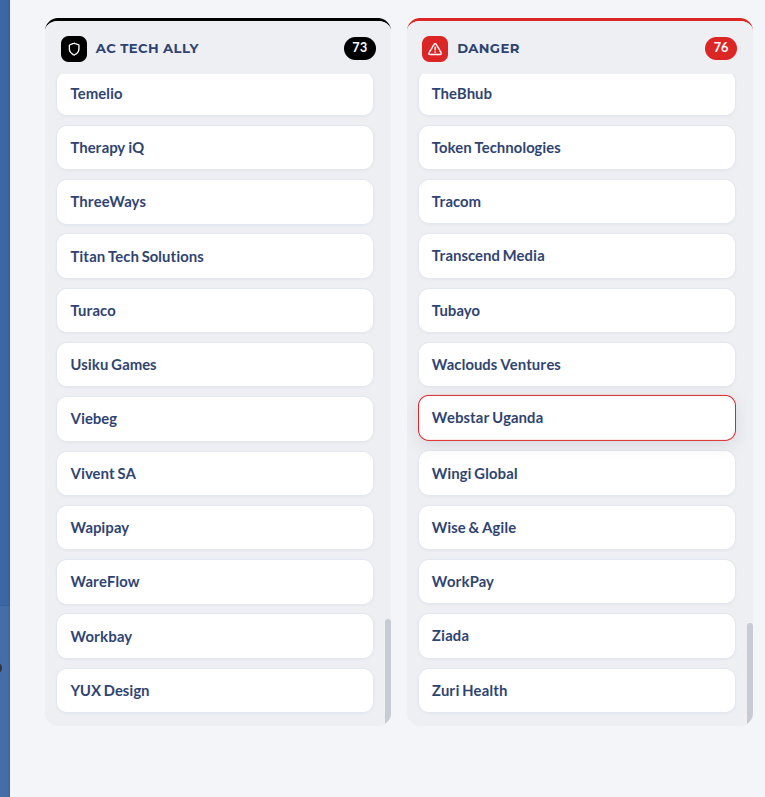 AC TECH ALLY
73
Temelio
Therapy iQ
ThreeWays
Titan Tech Solutions
Turaco
Usiku Games
Viebeg
Vivent SA
Wapipay
WareFlow
Workbay
YUX Design
DANGER
76
TheBhub
Token Technologies
Tracom
Transcend Media
Tubayo
Waclouds Ventures
Webstar Uganda
Wingi Global
Wise & Agile
WorkPay
Ziada
Zuri Health